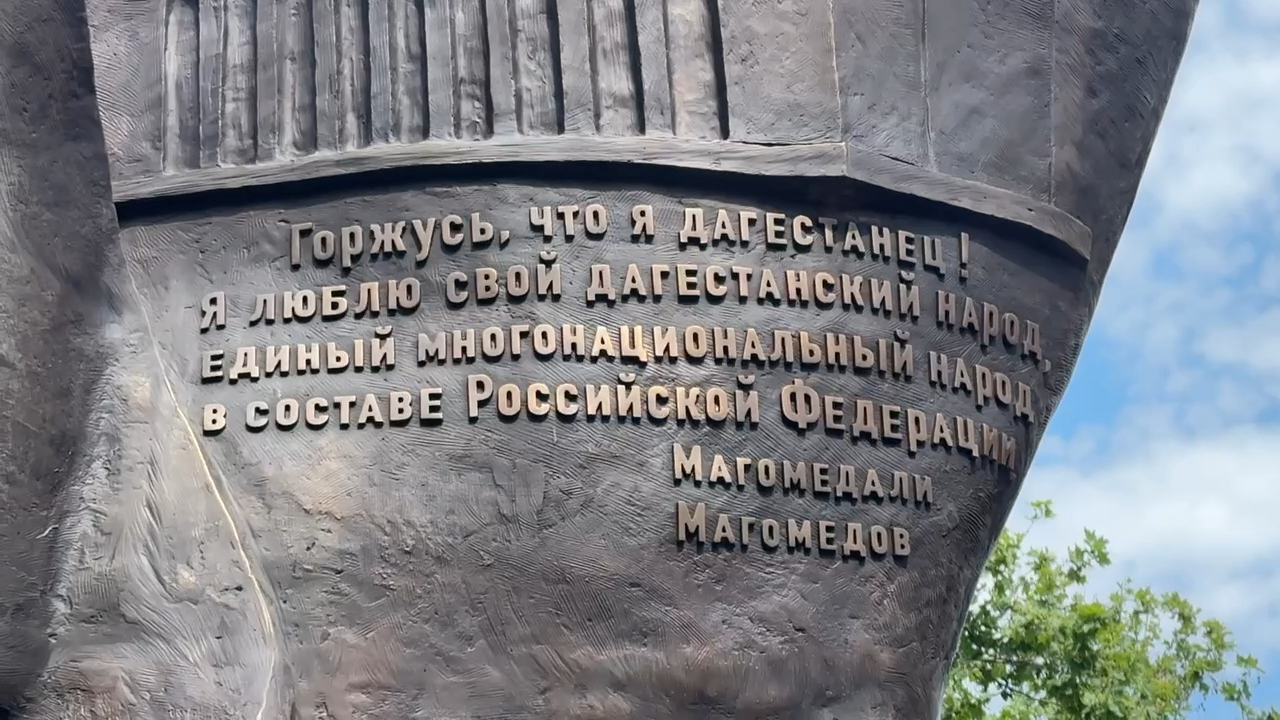 Горжусь, что я дагестанец!
Я люблю свой дагестанский народ,
единый многонациональный народ,
в составе Российской Федерации
Магомедали
Магомедов